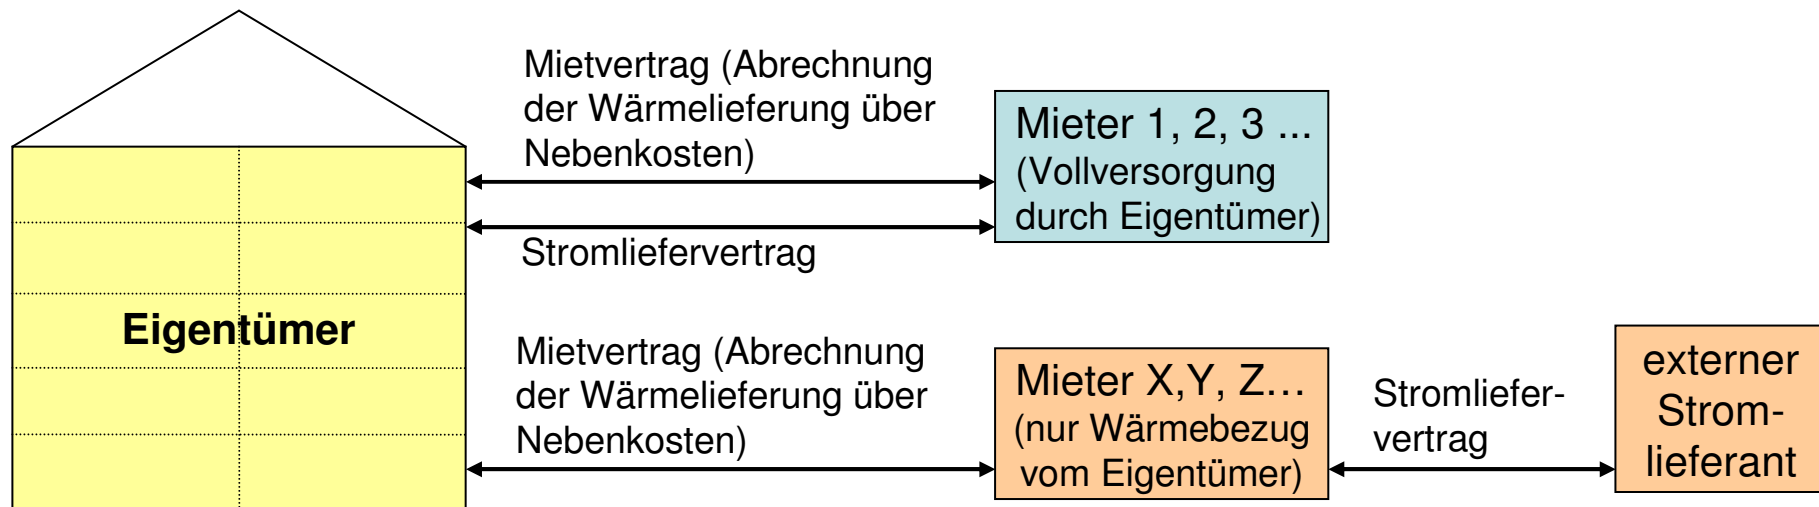 Mietvertrag (Abrechnung
der Wärmelieferung über
Nebenkosten)
Mieter 1, 2, 3 ...
(Vollversorgung
durch Eigentümer)
Stromliefervertrag
Eigentümer
Mietvertrag (Abrechnung
der Wärmelieferung über
Nebenkosten)
Mieter X,Y, Z...
(nur Wärmebezug
vom Eigentümer)
Stromliefer-
vertrag
externer
Strom-
lieferant